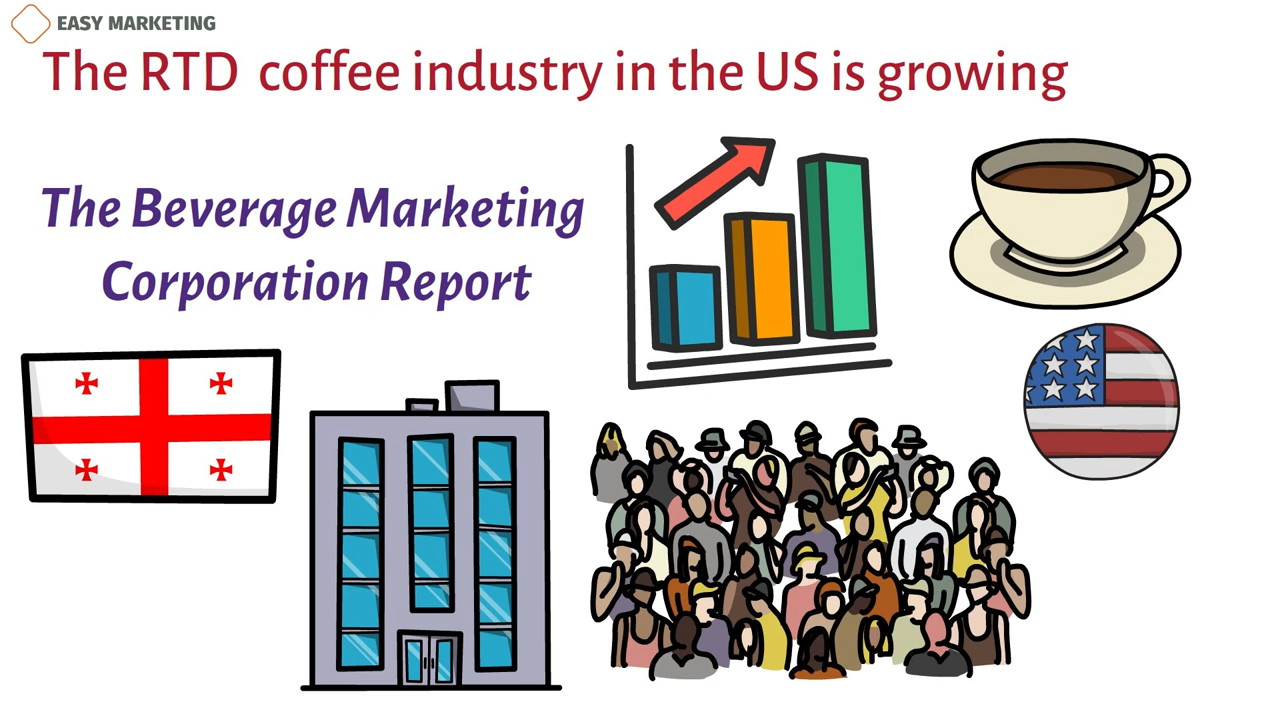 EASY MARKETING
The RTD coffee industry in the US is growing
The Beverage Marketing
Corporation Report